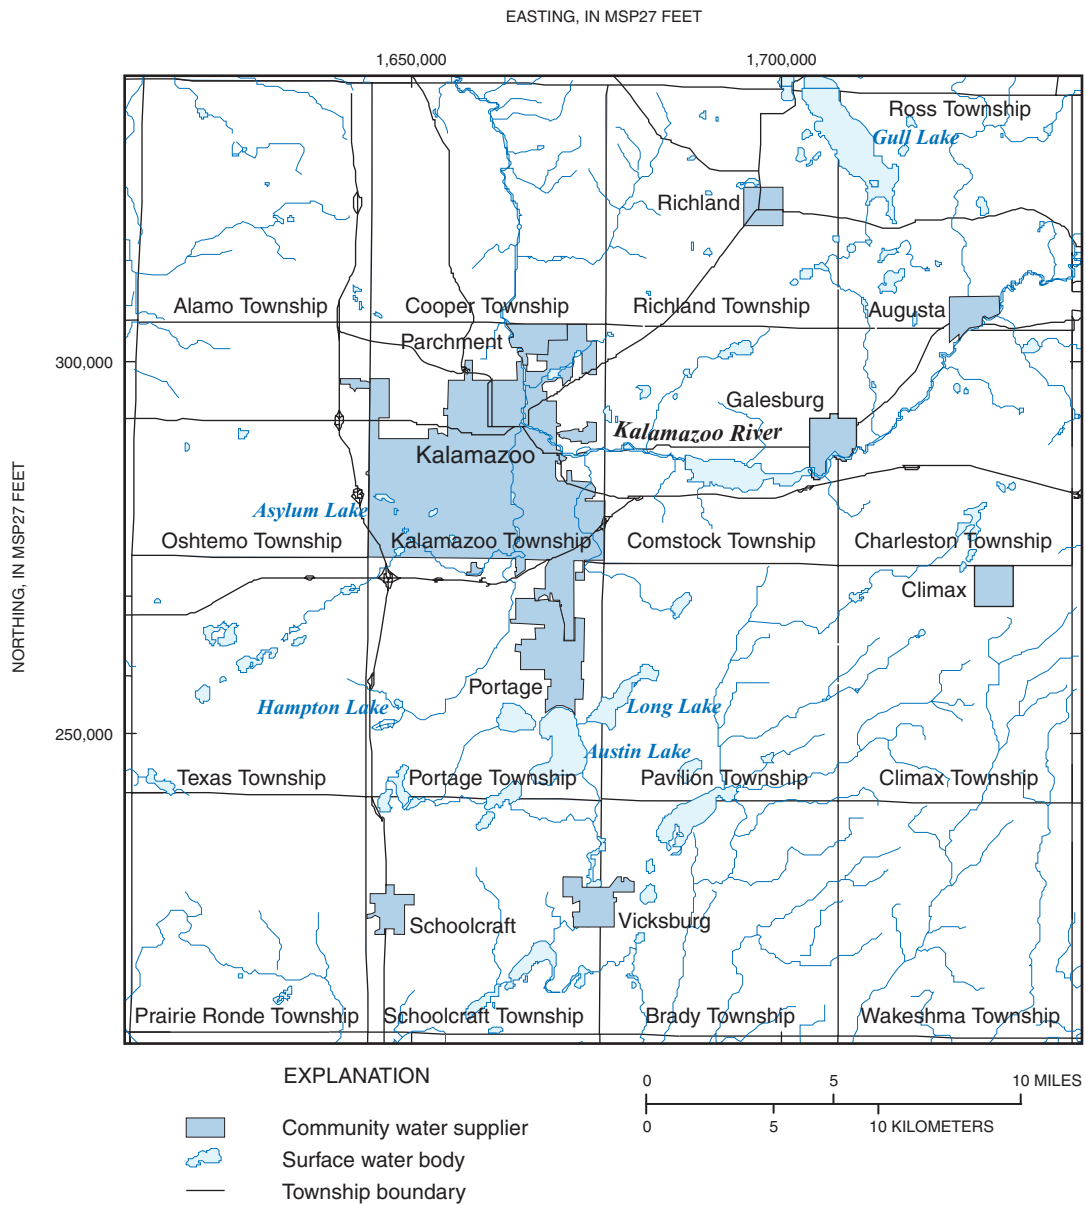 EASTING, IN MSP27 FEET
1,650,000
1,700,000
Ross Township
Gull Lake
Richland
Alamo Township
Cooper Township
Richland Township
Augusta
Parchment
300,000
Galesburg
Kalamazoo River
Kalamazoo
Asylum Lake
Oshtemo Township
Kalamazoo Township
Comstock Township
Charleston Township
Climax
NORTHING, IN MSP27 FEET
Portage
Hampton Lake
Long Lake
250,000
Austin Lake
Texas Township
Portage Township
Pavilion Township
Climax Township
Schoolcraft
Vicksburg
Prairie Ronde Township
Schoolcraft Township
Brady Township
Wakeshma Township
EXPLANATION
0 5 10 MILES
0 5 10 KILOMETERS
Community water supplier
Surface water body
Township boundary